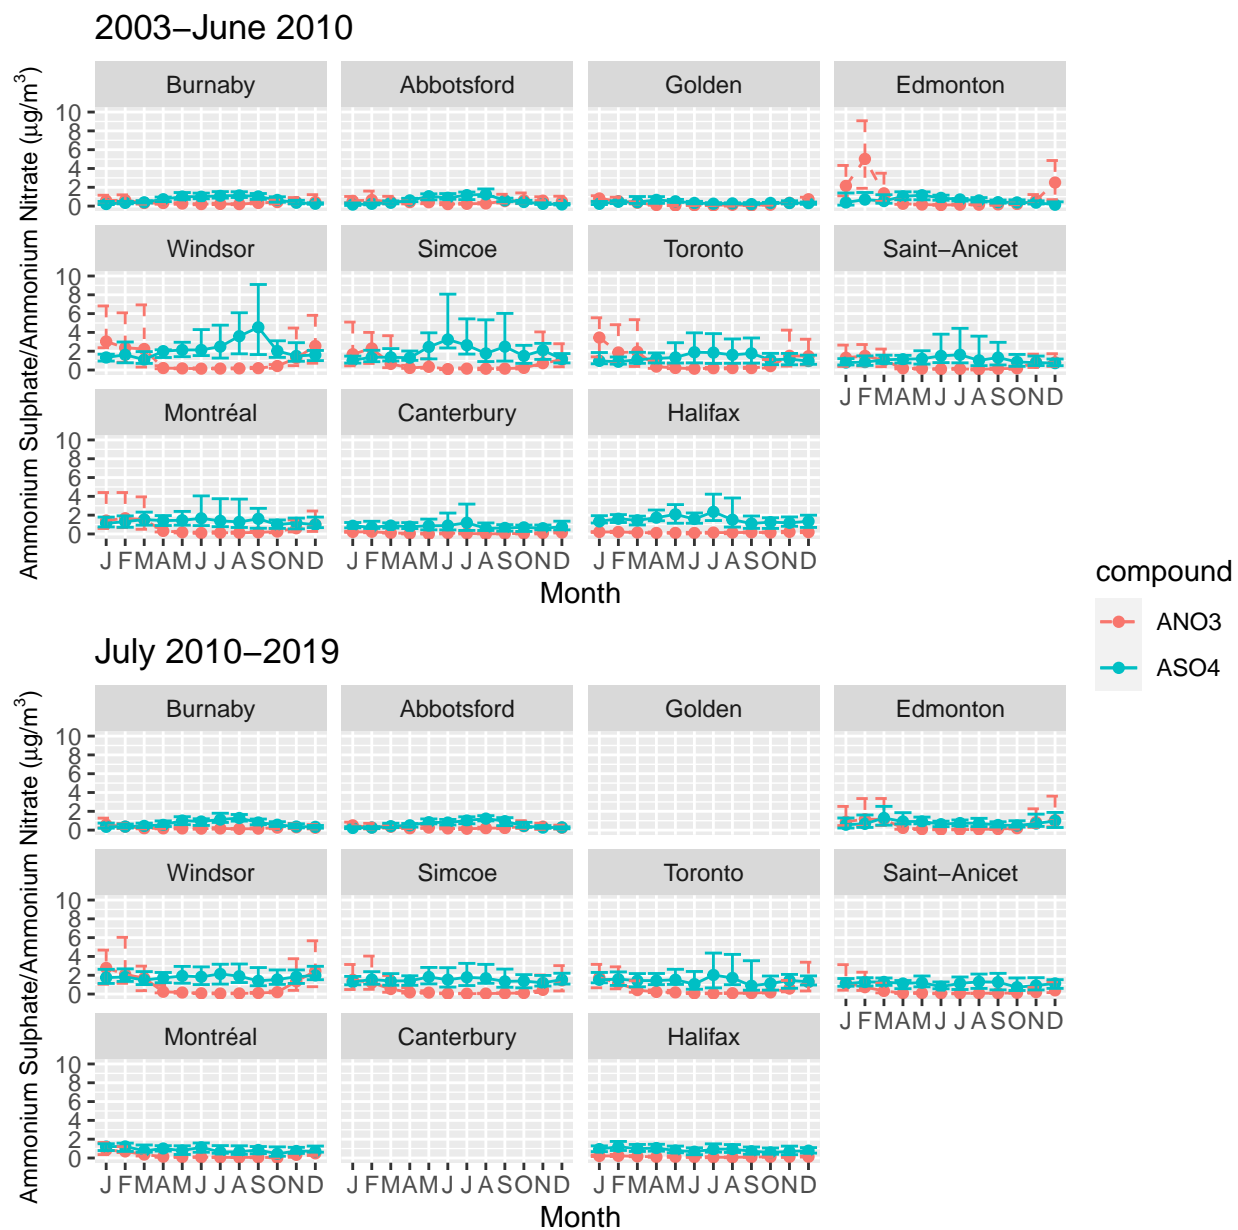 2003–June 2010
Ammonium Sulphate/Ammonium Nitrate (μg/m³)
Burnaby Abbotsford Golden Edmonton
10
8
6
4
2
0
Windsor Simcoe Toronto Saint–Anicet
10
8
6
4
2
0
J F M A M J J A S O N D
Montréal Canterbury Halifax
10
8
6
4
2
0
J F M A M J J A S O N D J F M A M J J A S O N D J F M A M J J A S O N D
Month
compound
ANO3
ASO4
July 2010–2019
Ammonium Sulphate/Ammonium Nitrate (μg/m³)
Burnaby Abbotsford Golden Edmonton
10
8
6
4
2
0
Windsor Simcoe Toronto Saint–Anicet
10
8
6
4
2
0
J F M A M J J A S O N D
Montréal Canterbury Halifax
10
8
6
4
2
0
J F M A M J J A S O N D J F M A M J J A S O N D J F M A M J J A S O N D
Month